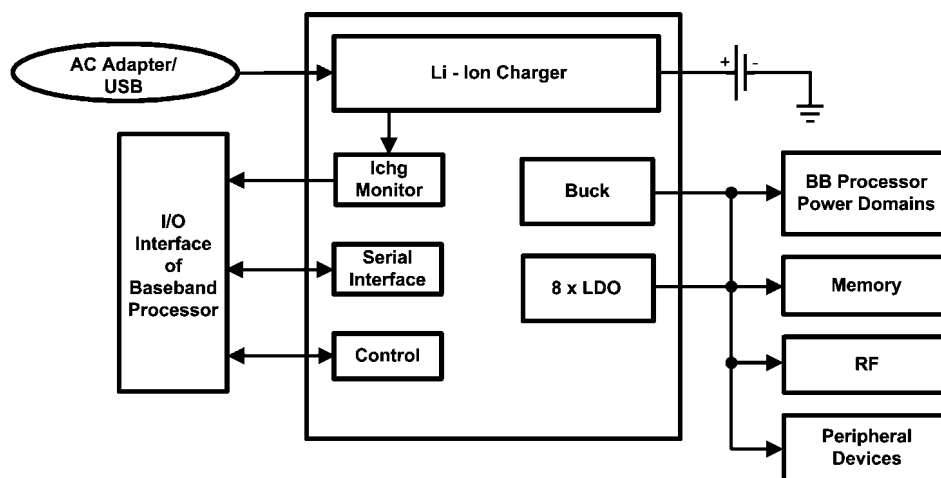 AC Adapter/
USB
Li - Ion Charger
+
-
Ichg
Monitor
Buck
BB Processor
Power Domains
I/O
Interface
of
Baseband
Processor
Serial
Interface
8 x LDO
Memory
Control
RF
Peripheral
Devices